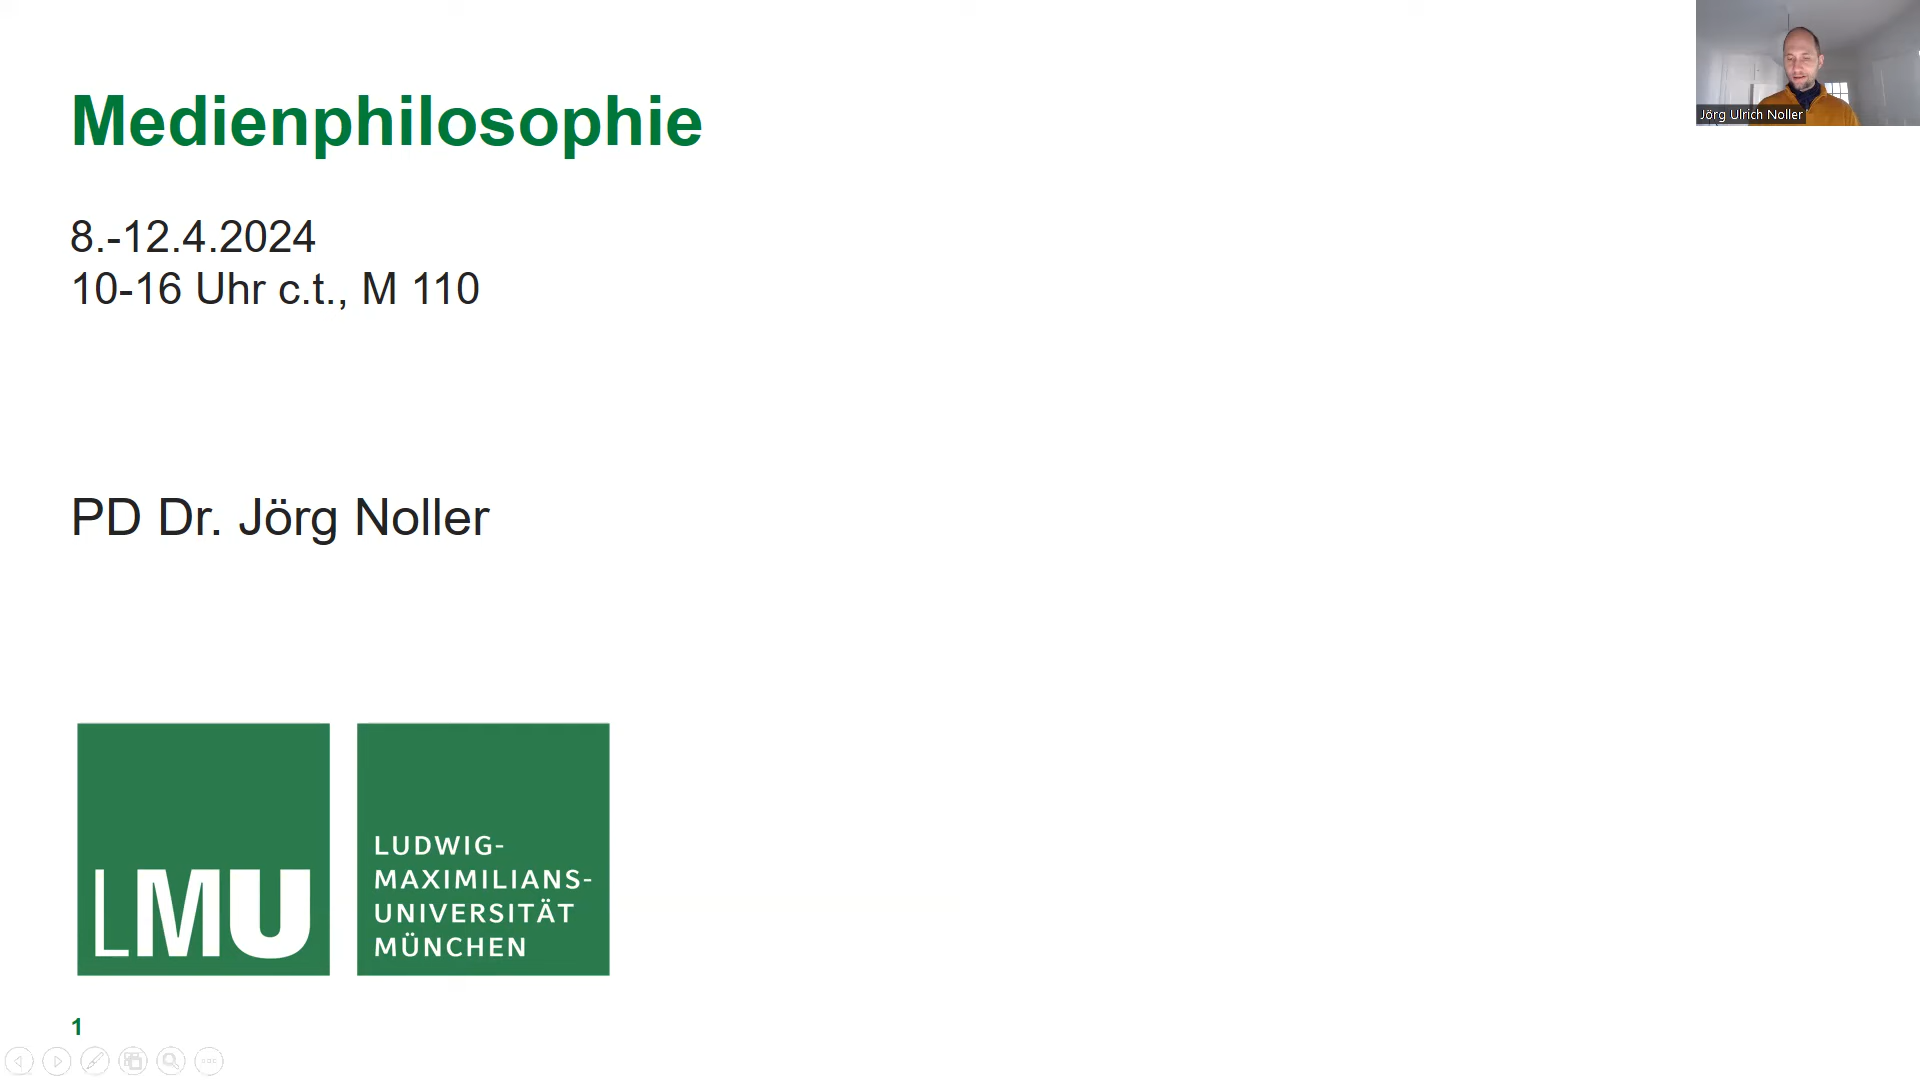 Medienphilosophie
8.-12.4.2024
10-16 Uhr c.t., M 110
PD Dr. Jörg Noller
LMU
LUDWIG-
MAXIMILIANS-
UNIVERSITÄT
MÜNCHEN
1
Jörg Ulrich Noller